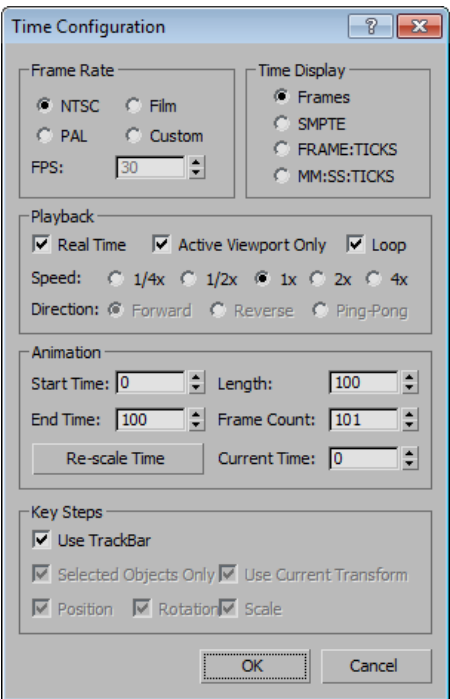 Time Configuration
Frame Rate
NTSC Film
PAL Custom
FPS: 30
Time Display
Frames
SMPTE
FRAME:TICKS
MM:SS:TICKS
Playback
Real Time Active Viewport Only Loop
Speed: 1/4x 1/2x 1x 2x 4x
Direction: Forward Reverse Ping-Pong
Animation
Start Time: 0 Length: 100
End Time: 100 Frame Count: 101
Re-scale Time Current Time: 0
Key Steps
Use TrackBar
Selected Objects Only Use Current Transform
Position Rotation Scale
OK Cancel